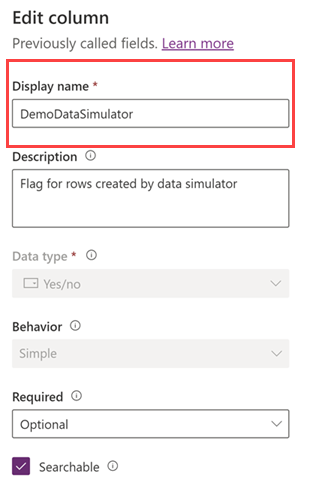 Edit column
Previously called fields. Learn more
Display name *
DemoDataSimulator
Description
Flag for rows created by data simulator
Data type *
Yes/no
Behavior
Simple
Required
Optional
Searchable